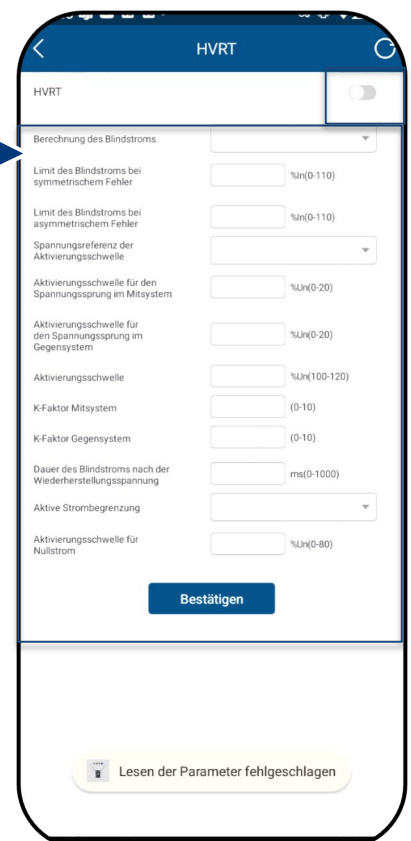 HVRT
HVRT
Berechnung des Blindstroms
Limit des Blindstroms bei
symmetrischem Fehler
%In(0-110)
Limit des Blindstroms bei
asymmetrischem Fehler
%In(0-110)
Spannungsreferenz der
Aktivierungsschwelle
Aktivierungsschwelle für den
Spannungssprung im Mitsystem
%Un(0-20)
Aktivierungsschwelle für
den Spannungssprung im
Gegensystem
%Un(0-20)
Aktivierungsschwelle
%Un(100-120)
K-Faktor Mitsystem
(0-10)
K-Faktor Gegensystem
(0-10)
Dauer des Blindstroms nach der
Wiederherstellungsspannung
ms(0-1000)
Aktive Strombegrenzung
Aktivierungsschwelle für
Nullstrom
%Un(0-80)
Bestätigen
Lesen der Parameter fehlgeschlagen